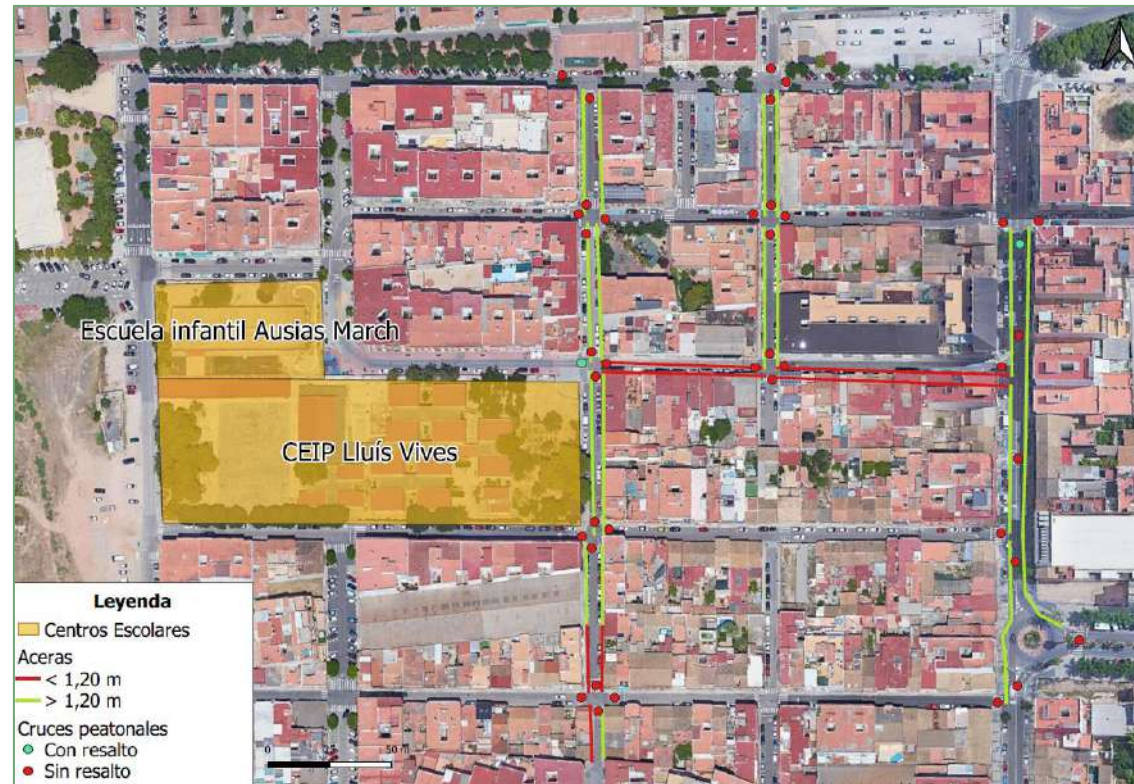 Escuela infantil Ausias March
CEIP Lluís Vives
Leyenda
Centros Escolares
Aceras
< 1,20 m
> 1,20 m
Cruces peatonales
Con resalto
Sin resalto
0 25 50 m